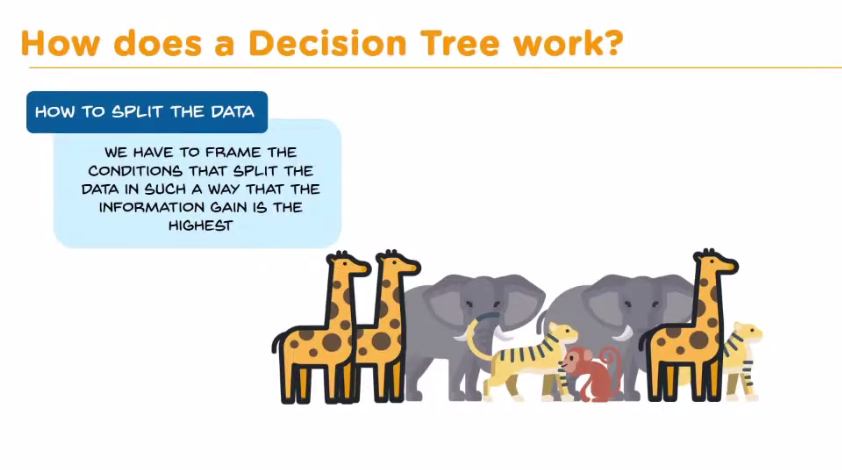 How does a Decision Tree work?
HOW TO SPLIT THE DATA
WE HAVE TO FRAME THE
CONDITIONS THAT SPLIT THE
DATA IN SUCH A WAY THAT THE
INFORMATION GAIN IS THE
HIGHEST